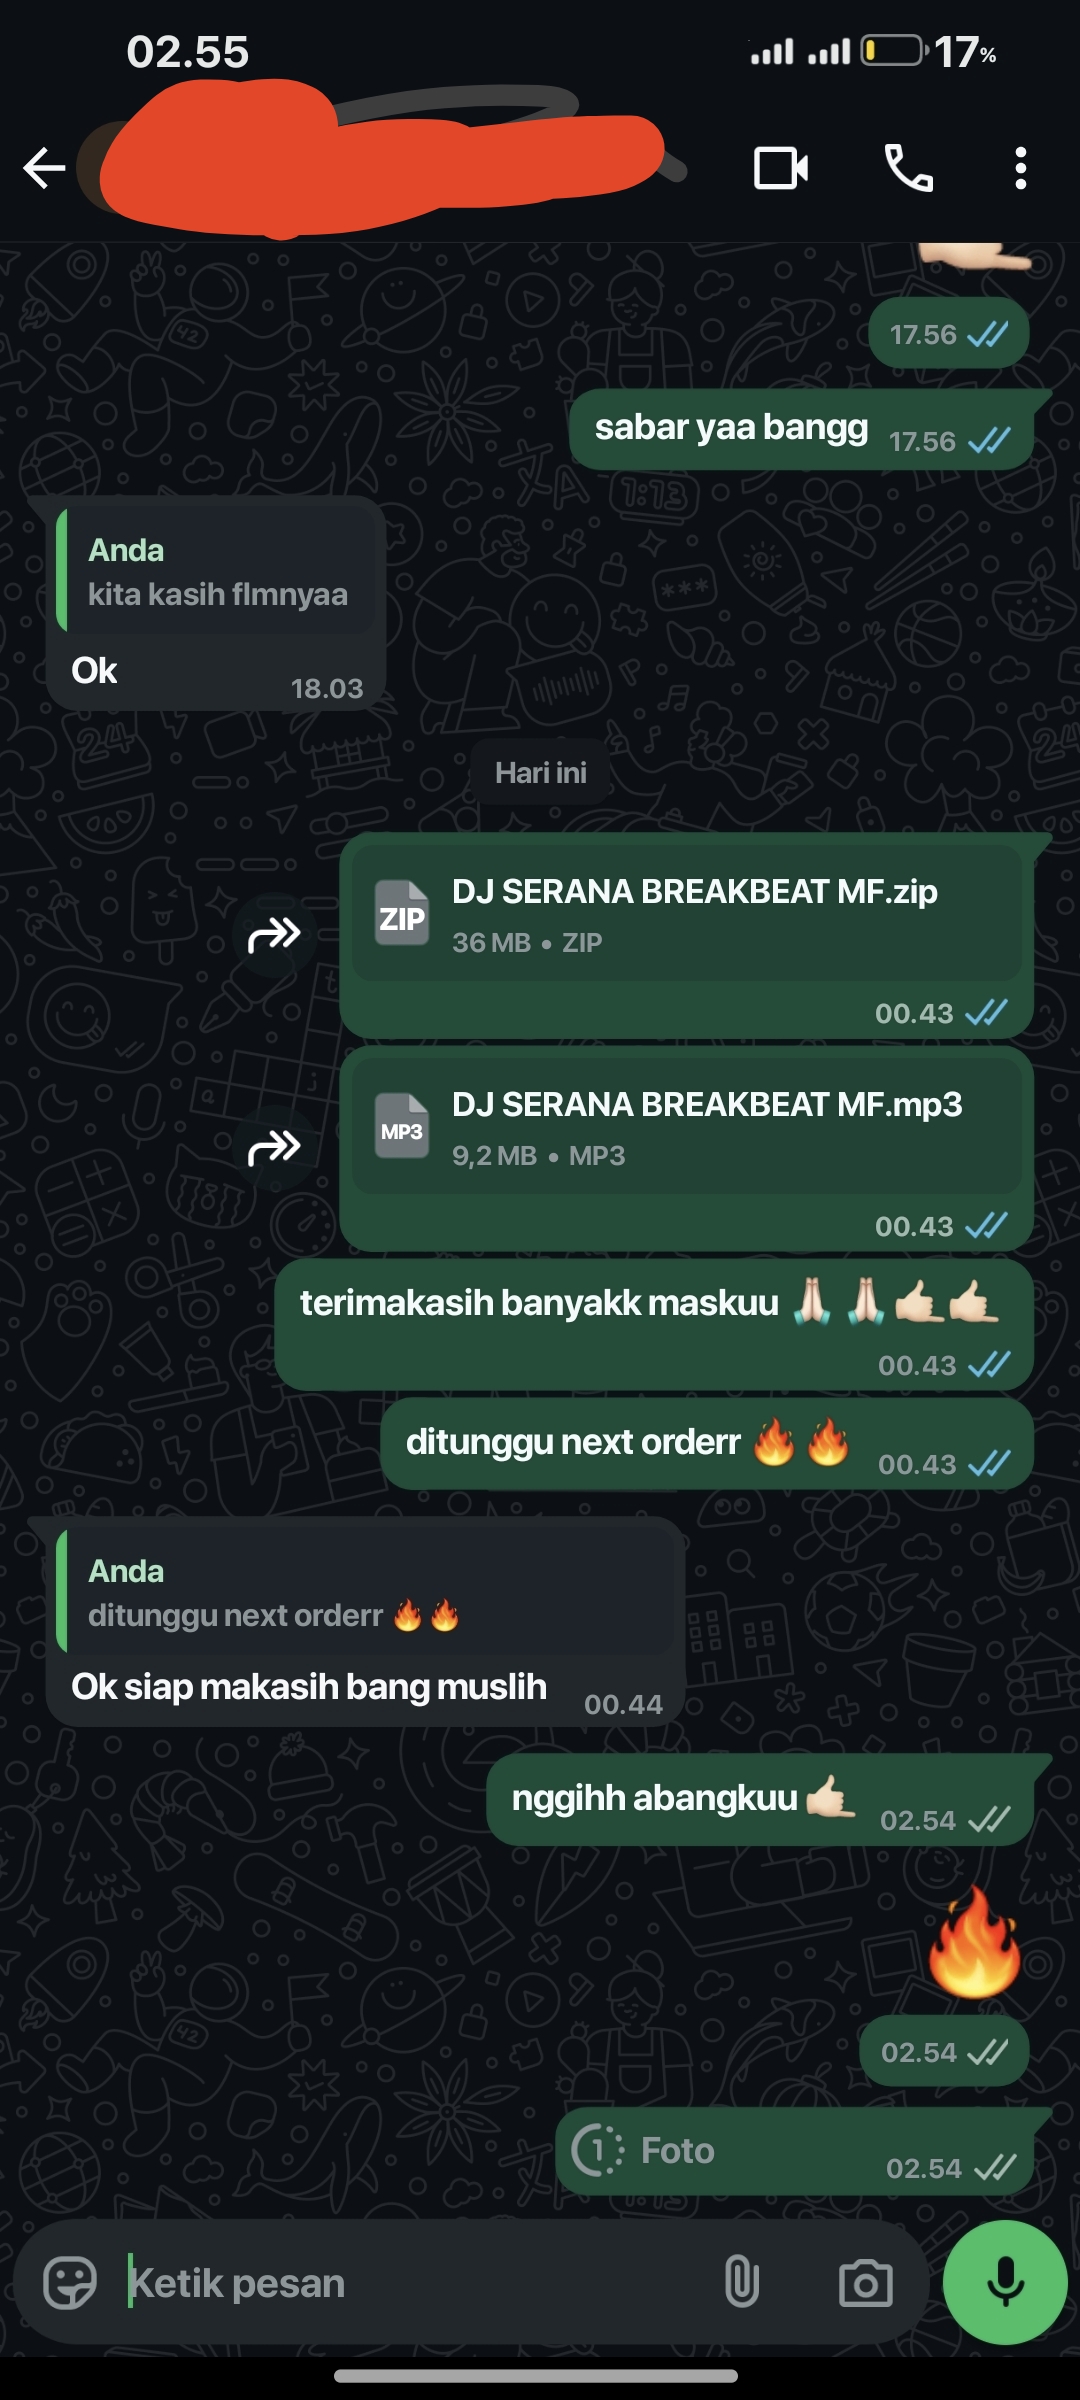 02.55
17%
17.56
sabar yaa bangg 17.56
Anda
kita kasih flmnyaa
Ok 18.03
Hari ini
ZIP
DJ SERANA BREAKBEAT MF.zip
36 MB • ZIP
00.43
MP3
DJ SERANA BREAKBEAT MF.mp3
9,2 MB • MP3
00.43
terimakasih banyakk maskuu 🙏🏻 🙏🏻🤙🏻🤙🏻
00.43
ditunggu next orderr 🔥🔥 00.43
Anda
ditunggu next orderr 🔥🔥
Ok siap makasih bang muslih 00.44
nggihh abangkuu🤙🏻 02.54
🔥
02.54
1 Foto 02.54
Ketik pesan